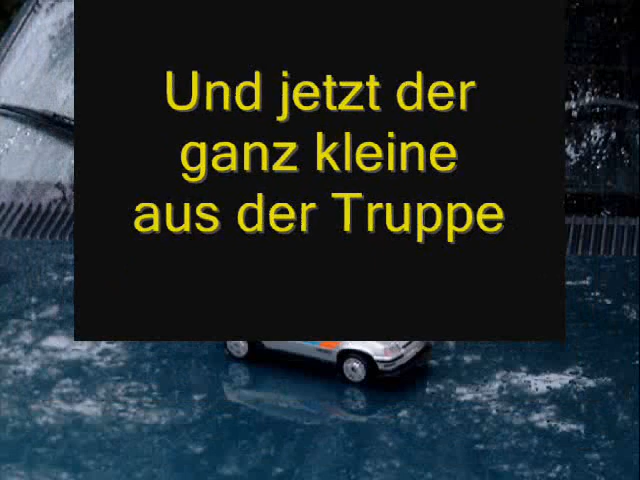 Und jetzt der
ganz kleine
aus der Truppe